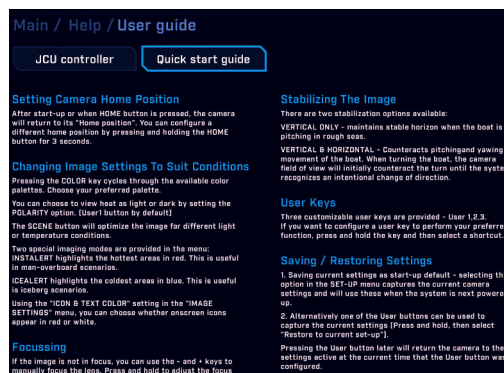 Main / Help / User guide
JCU controller
Quick start guide
Setting Camera Home Position
After start-up or when HOME button is pressed, the camera
will return to its "Home position". You can configure a
different home position by pressing and holding the HOME
button for 3 seconds.
Changing Image Settings To Suit Conditions
Pressing the COLOR key cycles through the available color
palettes. Choose your preferred palette.
You can choose to view heat as light or dark by setting the
POLARITY option. (User1 button by default)
The SCENE button will optimize the image for different light
or temperature conditions.
Two special imaging modes are provided in the menu:
INSTALERT highlights the hottest areas in red. This is useful
in man-overboard scenarios.
ICEALERT highlights the coldest areas in blue. This is useful
is iceberg scenarios.
Using the "ICON & TEXT COLOR" setting in the "IMAGE
SETTINGS" menu, you can choose whether onscreen icons
appear in red or white.
Focussing
If the image is not in focus, you can use the - and + keys to
manually focus the lens. Press and hold to adjust the focus
Stabilizing The Image
There are two stabilization options available:
VERTICAL ONLY - maintains stable horizon when the boat is
pitching in rough seas.
VERTICAL & HORIZONTAL - Counteracts pitchingand yawing
movement of the boat. When turning the boat, the camera
field of view will initially counteract the turn until the syste
recognizes an intentional change of direction.
User Keys
Three customizable user keys are provided - User 1,2,3.
If you want to configure a user key to perform your preferre
function, press and hold the key and then select a shortcut.
Saving / Restoring Settings
1. Saving current settings as start-up default - selecting th
option in the SET-UP menu captures the current camera
settings and will use these when the system is next powere
up.
2. Alternatively one of the User buttons can be used to
capture the current settings (Press and hold, then select
"Restore to current set-up").
Pressing the User button later will return the camera to the
settings active at the current time that the User button was
configured.